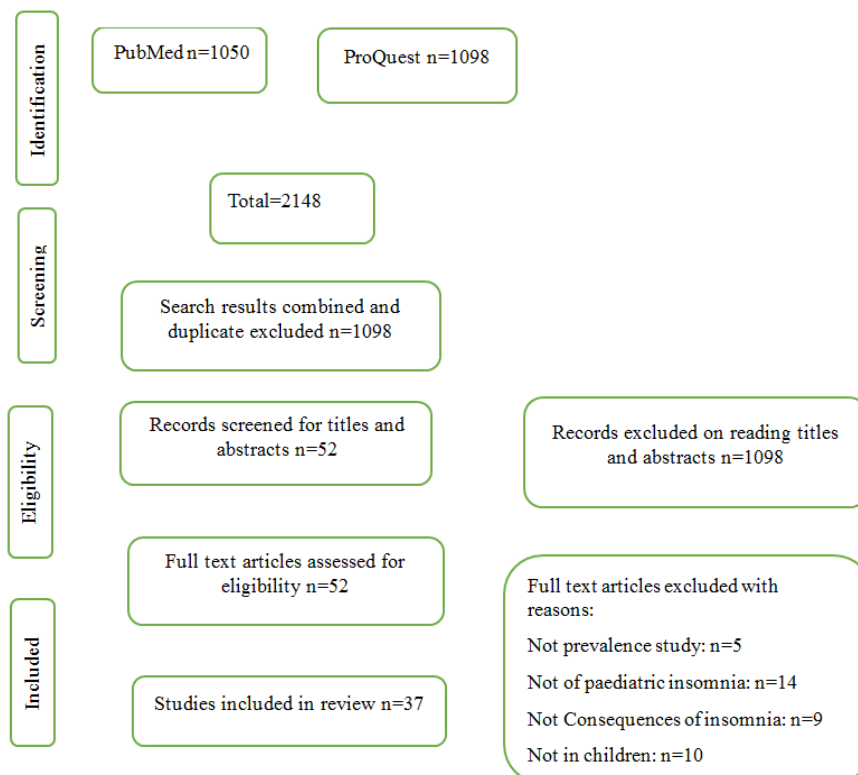 Identification
PubMed n=1050
ProQuest n=1098
Total=2148
Screening
Search results combined and
duplicate excluded n=1098
Eligibility
Records screened for titles and
abstracts n=52
Records excluded on reading titles
and abstracts n=1098
Full text articles assessed for
eligibility n=52
Full text articles excluded with
reasons:
Not prevalence study: n=5
Not of paediatric insomnia: n=14
Not Consequences of insomnia: n=9
Not in children: n=10
Included
Studies included in review n=37